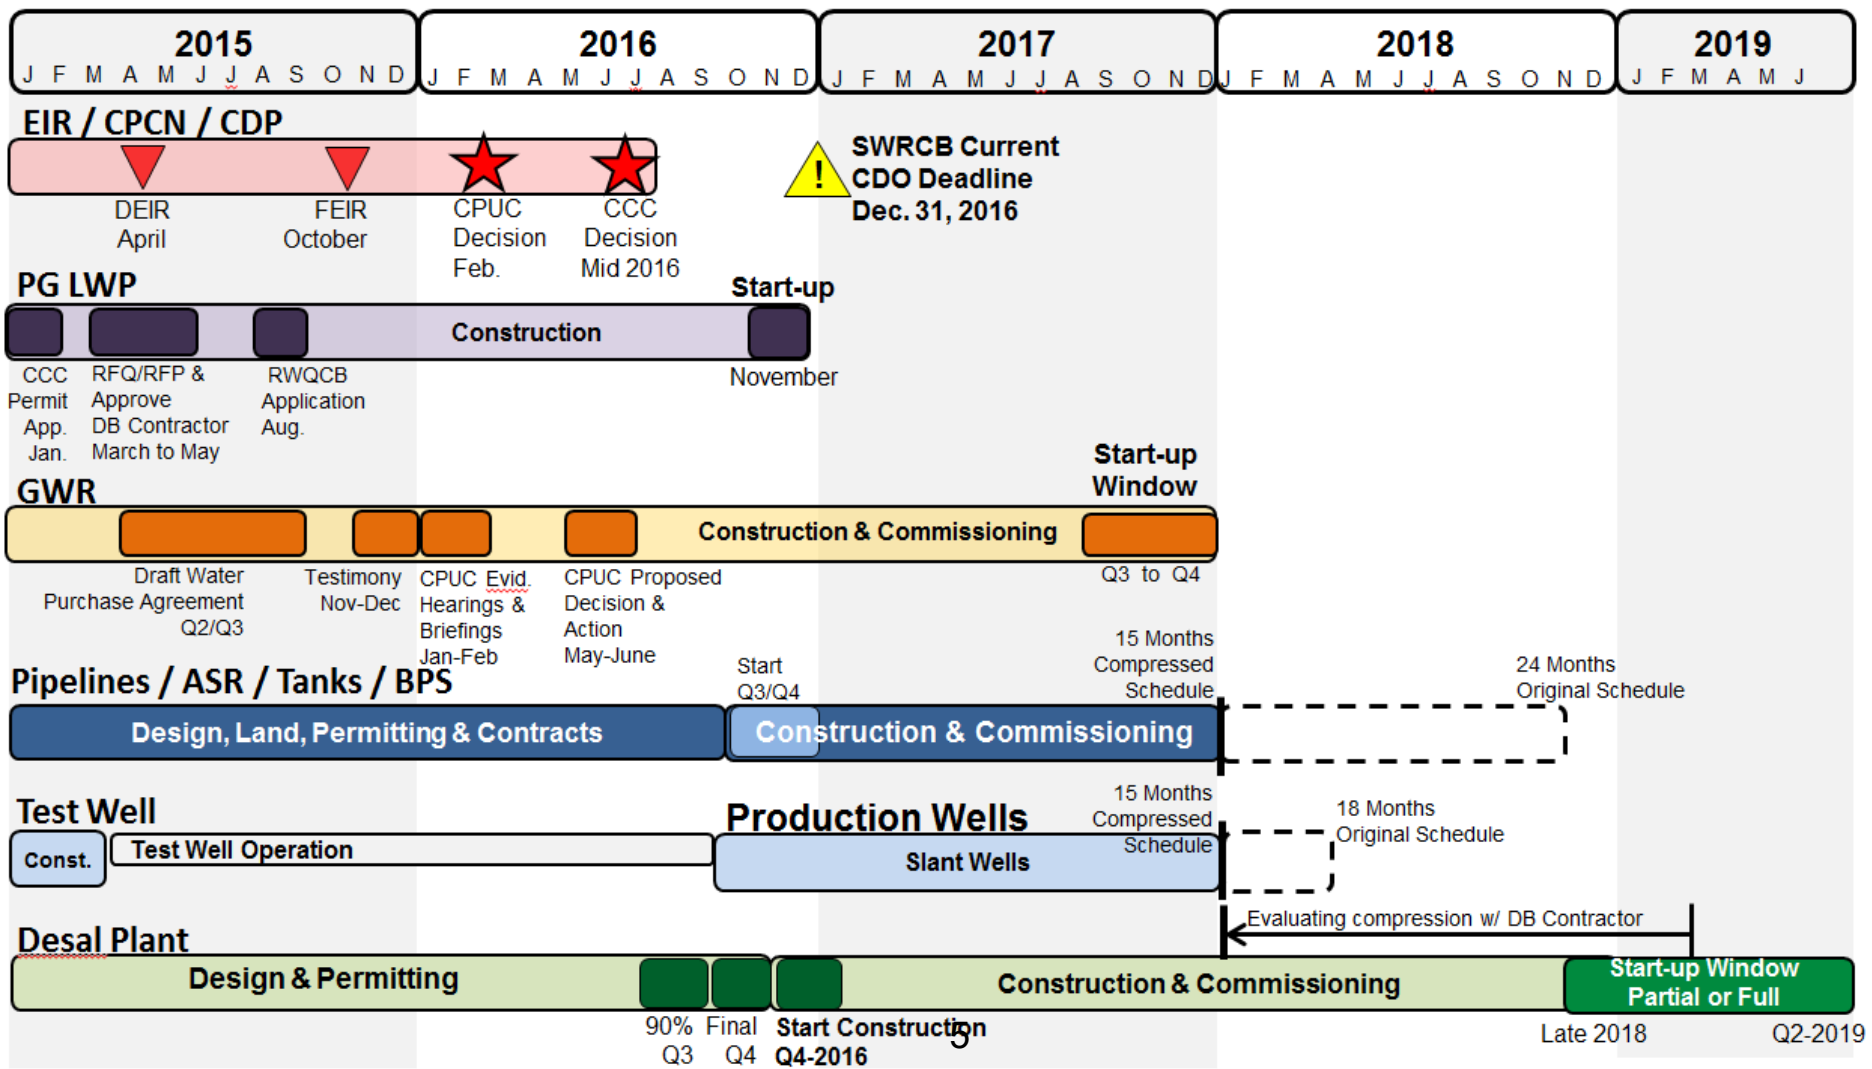 2015
2016
2017
2018
2019
J F M A M J J A S O N D
J F M A M J J A S O N D
J F M A M J J A S O N D
J F M A M J J A S O N D
J F M A M J
EIR / CPCN / CDP
DEIR
April
FEIR
October
CPUC
Decision
Feb.
CCC
Decision
Mid 2016
!
SWRCB Current
CDO Deadline
Dec. 31, 2016
PG LWP
Start-up
Construction
CCC
Permit
App.
Jan.
RFQ/RFP &
Approve
DB Contractor
March to May
RWQCB
Application
Aug.
November
GWR
Start-up
Window
Construction & Commissioning
Draft Water
Purchase Agreement
Q2/Q3
Testimony
Nov-Dec
CPUC Evid.
Hearings &
Briefings
Jan-Feb
CPUC Proposed
Decision &
Action
May-June
Q3 to Q4
Pipelines / ASR / Tanks / BPS
Start
Q3/Q4
15 Months
Compressed
Schedule
24 Months
Original Schedule
Design, Land, Permitting & Contracts
Construction & Commissioning
Test Well
Const.
Test Well Operation
Production Wells
Slant Wells
15 Months
Compressed
Schedule
18 Months
Original Schedule
Evaluating compression w/ DB Contractor
Desal Plant
Design & Permitting
Construction & Commissioning
Start-up Window
Partial or Full
90%
Q3
Final
Q4
Start Construction
Q4-2016
5
Late 2018
Q2-2019